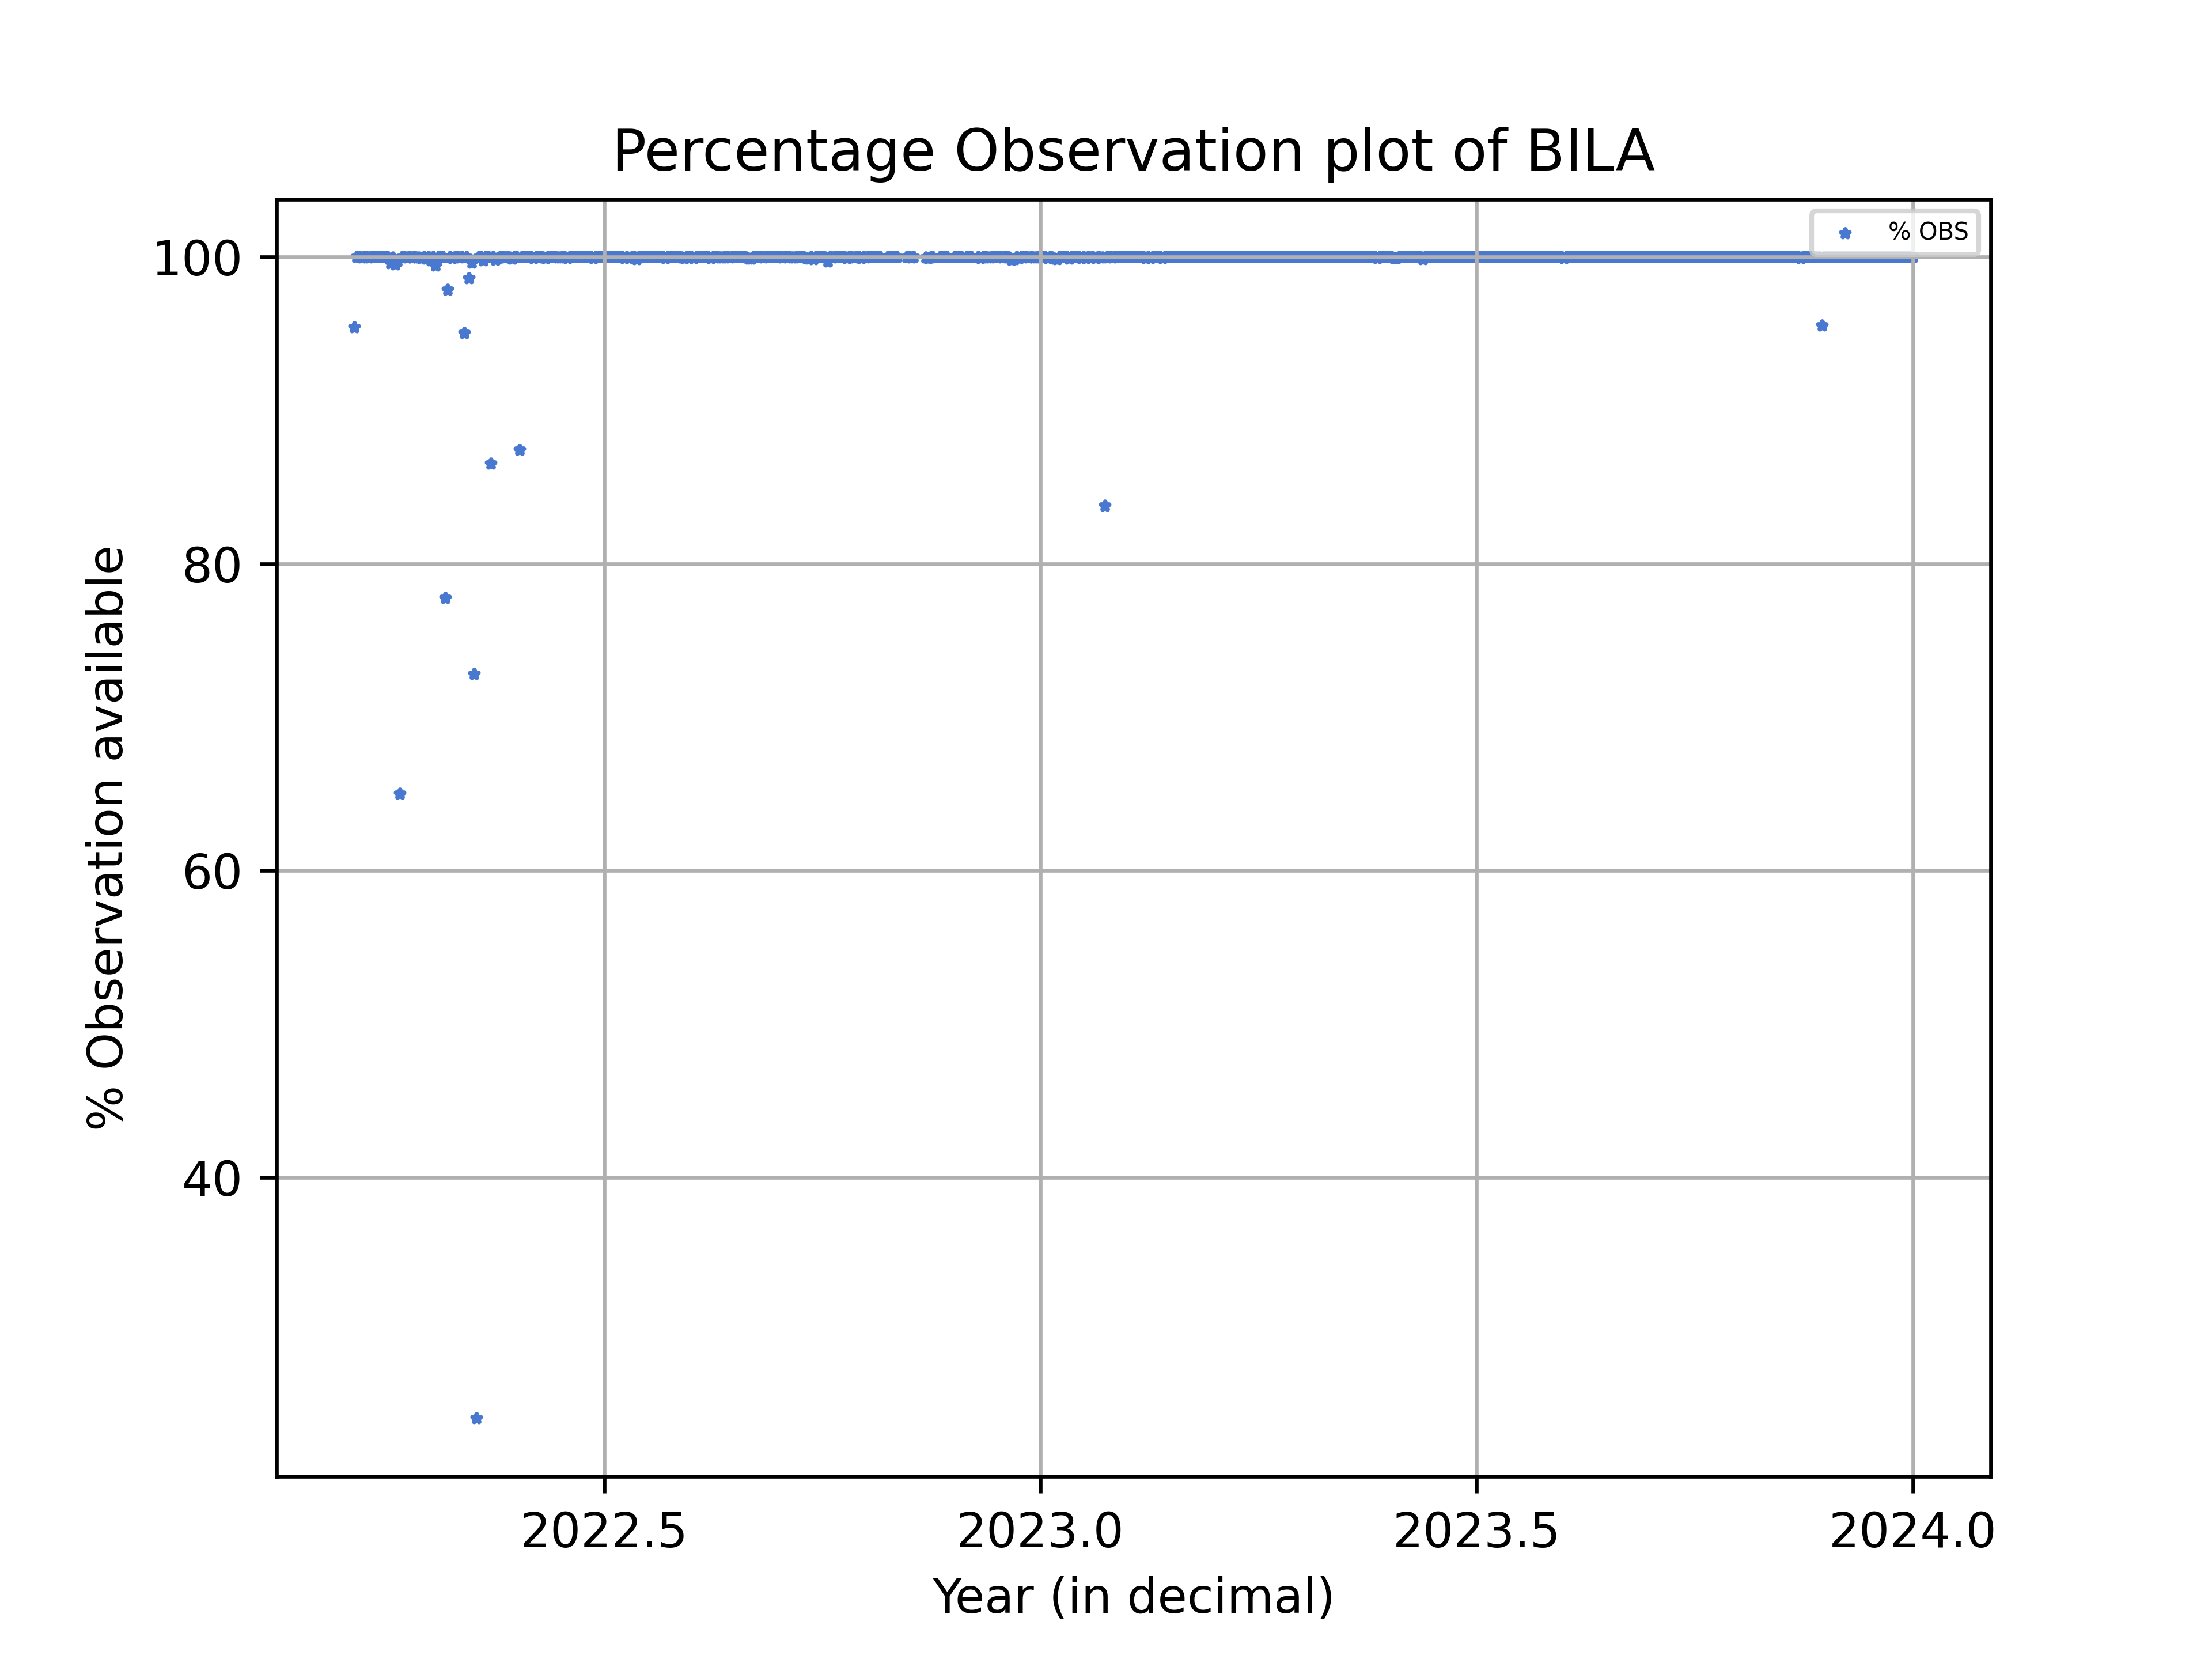 Percentage Observation plot of BILA
% OBS
100
80
60
40
% Observation available
2022.5 2023.0 2023.5 2024.0
Year (in decimal)